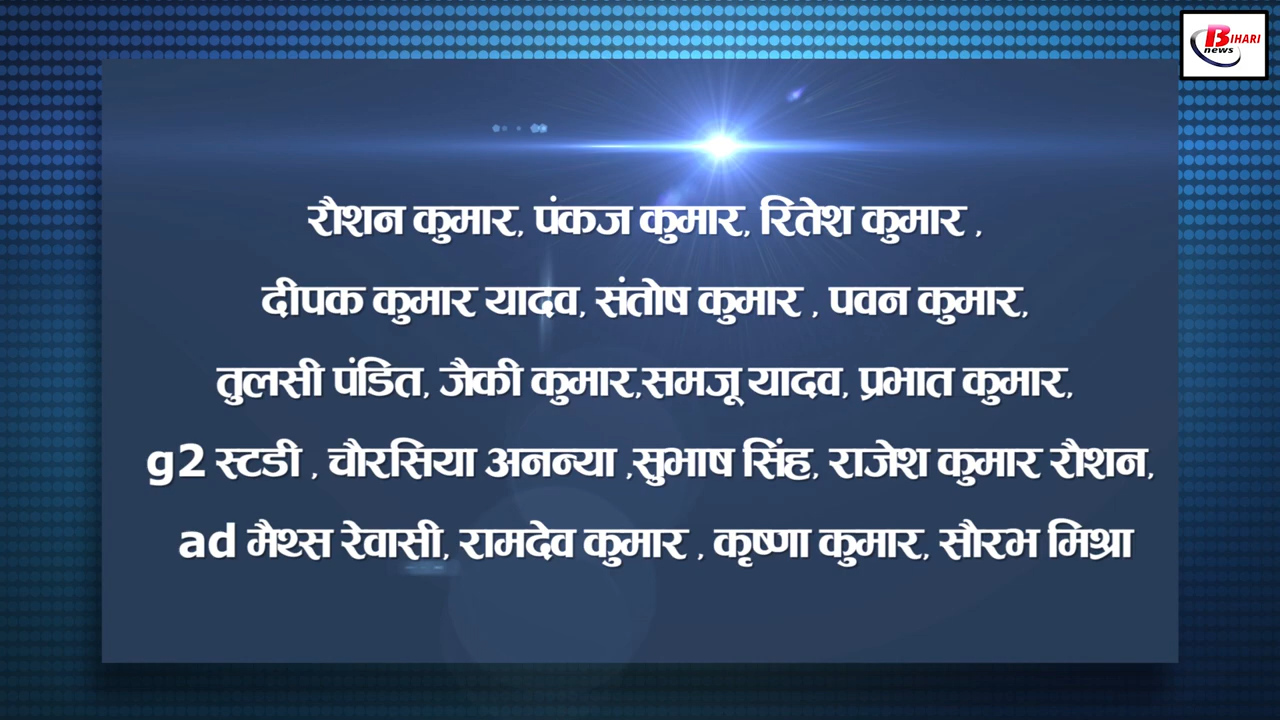 BIHARI
news
रौशन कुमार, पंकज कुमार, रितेश कुमार ,
दीपक कुमार यादव, संतोष कुमार , पवन कुमार,
तुलसी पंडित, जैकी कुमार,समजू यादव, प्रभात कुमार,
g2 स्टडी , चौरसिया अनन्या ,सुभाष सिंह, राजेश कुमार रौशन,
ad मैथ्स रेवासी, रामदेव कुमार , कृष्णा कुमार, सौरभ मिश्रा